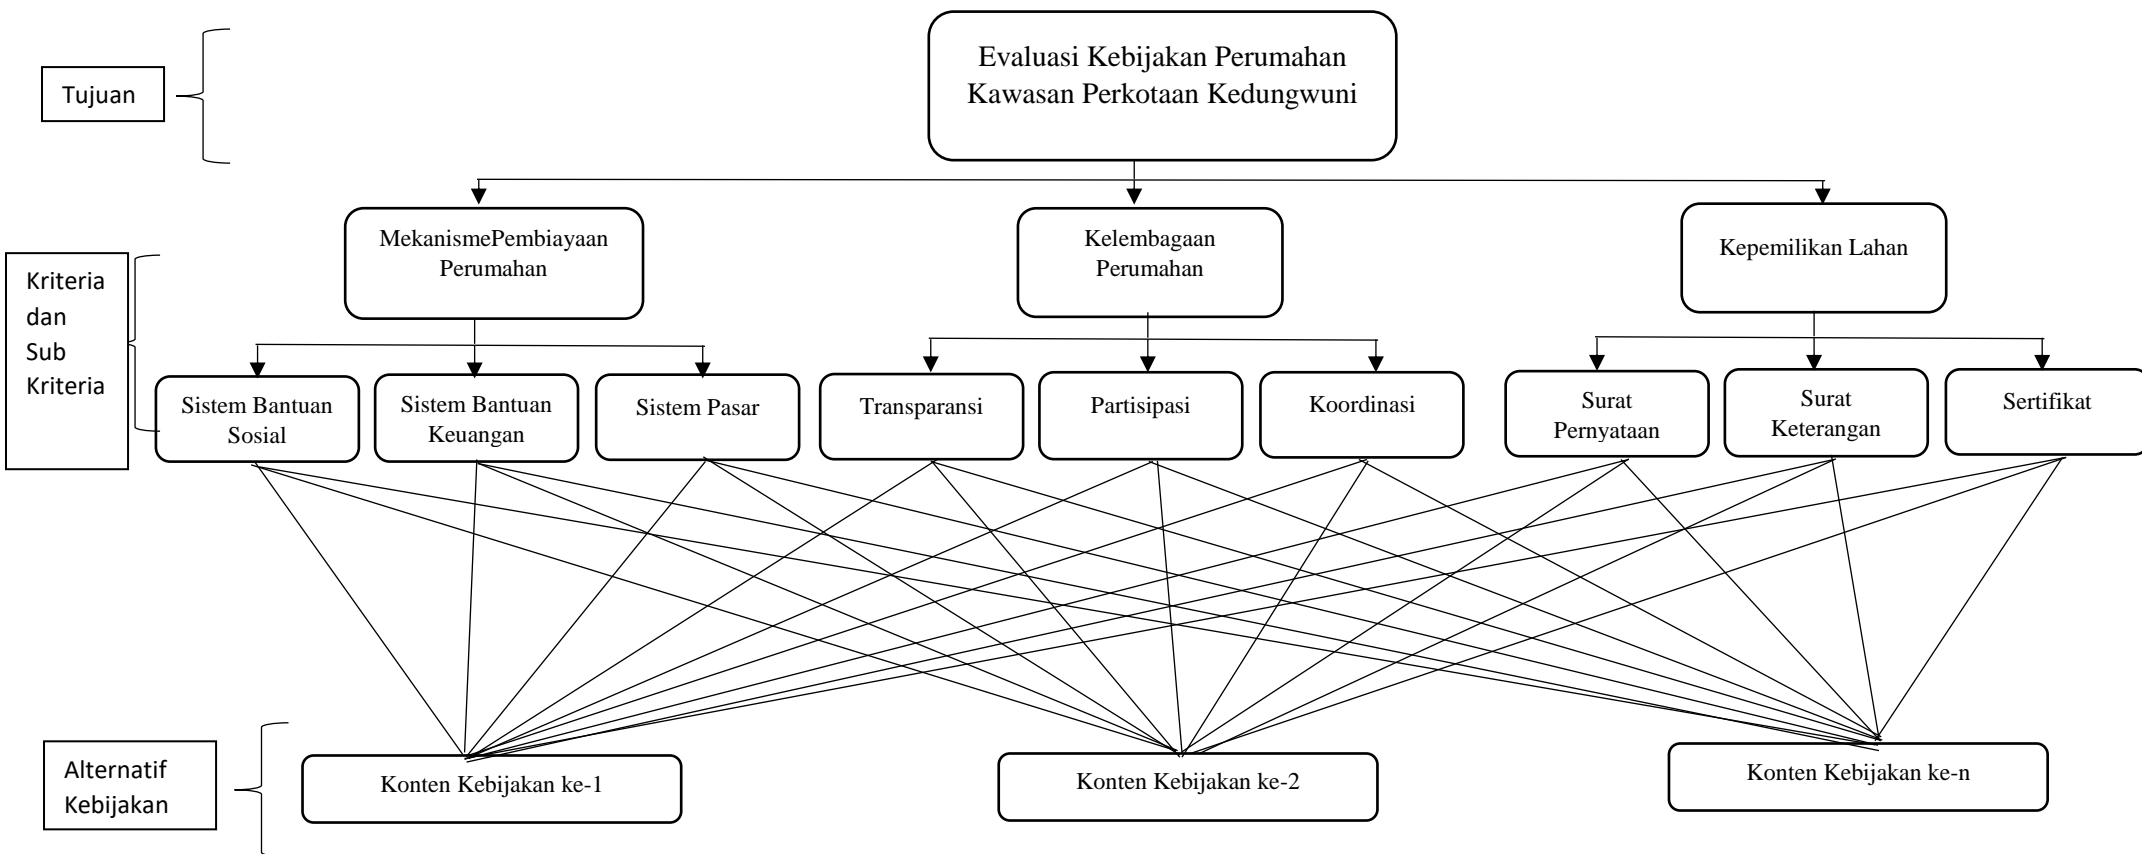 Evaluasi Kebijakan Perumahan
Kawasan Perkotaan Kedungwuni
Tujuan
MekanismePembiayaan
Perumahan
Kelembagaan
Perumahan
Kepemilikan Lahan
Kriteria
dan
Sub
Kriteria
Sistem Bantuan
Sosial
Sistem Bantuan
Keuangan
Sistem Pasar
Transparansi
Partisipasi
Koordinasi
Surat
Pernyataan
Surat
Keterangan
Sertifikat
Alternatif
Kebijakan
Konten Kebijakan ke-1
Konten Kebijakan ke-2
Konten Kebijakan ke-n